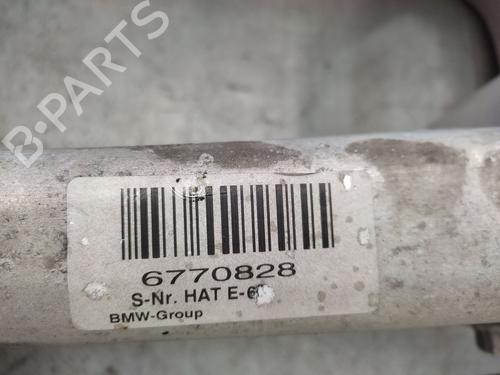 B-PARTS
6770828
S-Nr. HAT E-6
BMW-Group